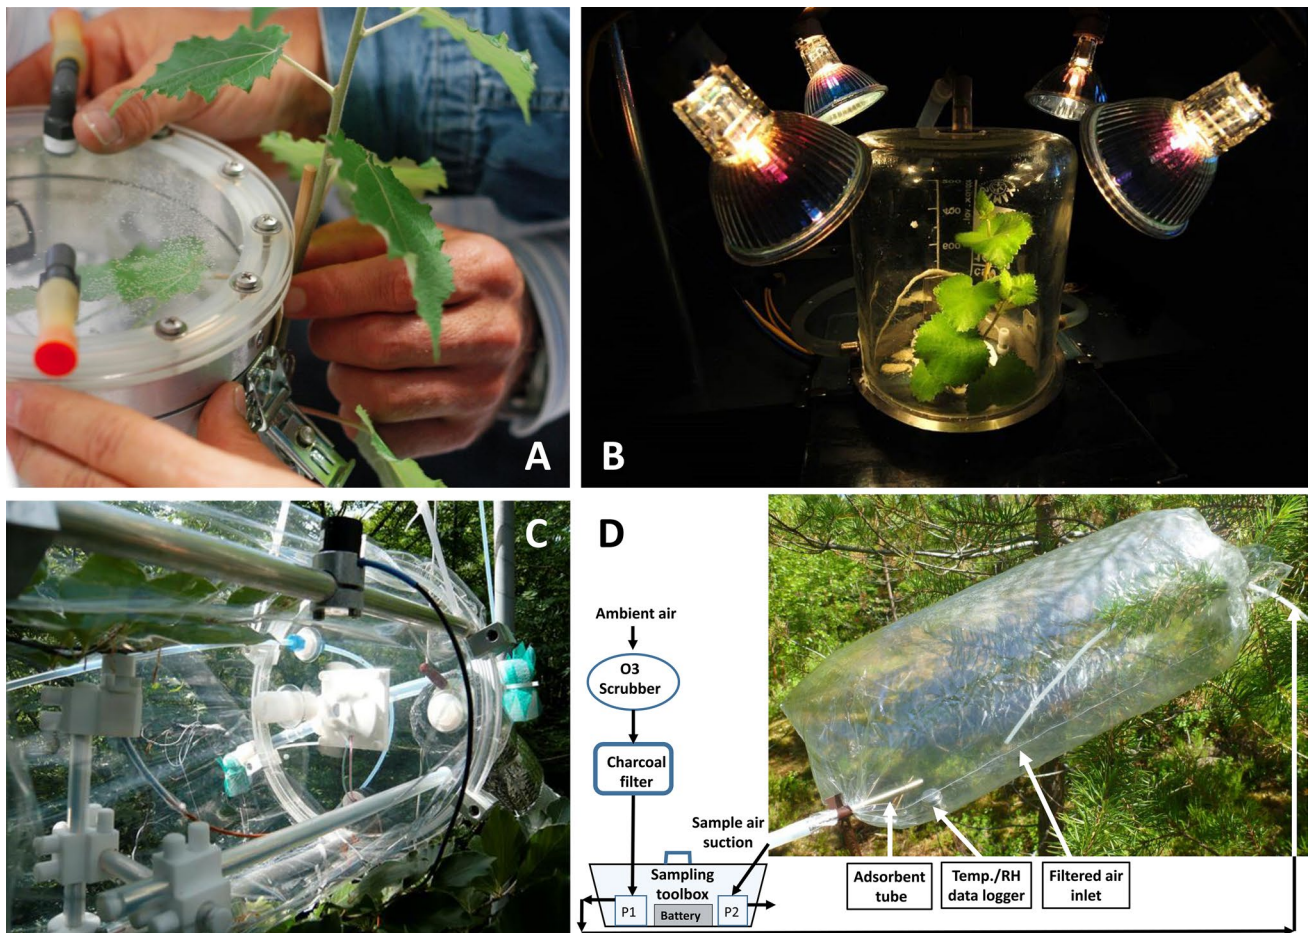 A
B
600
C
D
Ambient air
O3
Scrubber
Charcoal
filter
Sample air
suction
Sampling
toolbox
P1
Battery
P2
Adsorbent
tube
Temp./RH
data logger
Filtered air
inlet